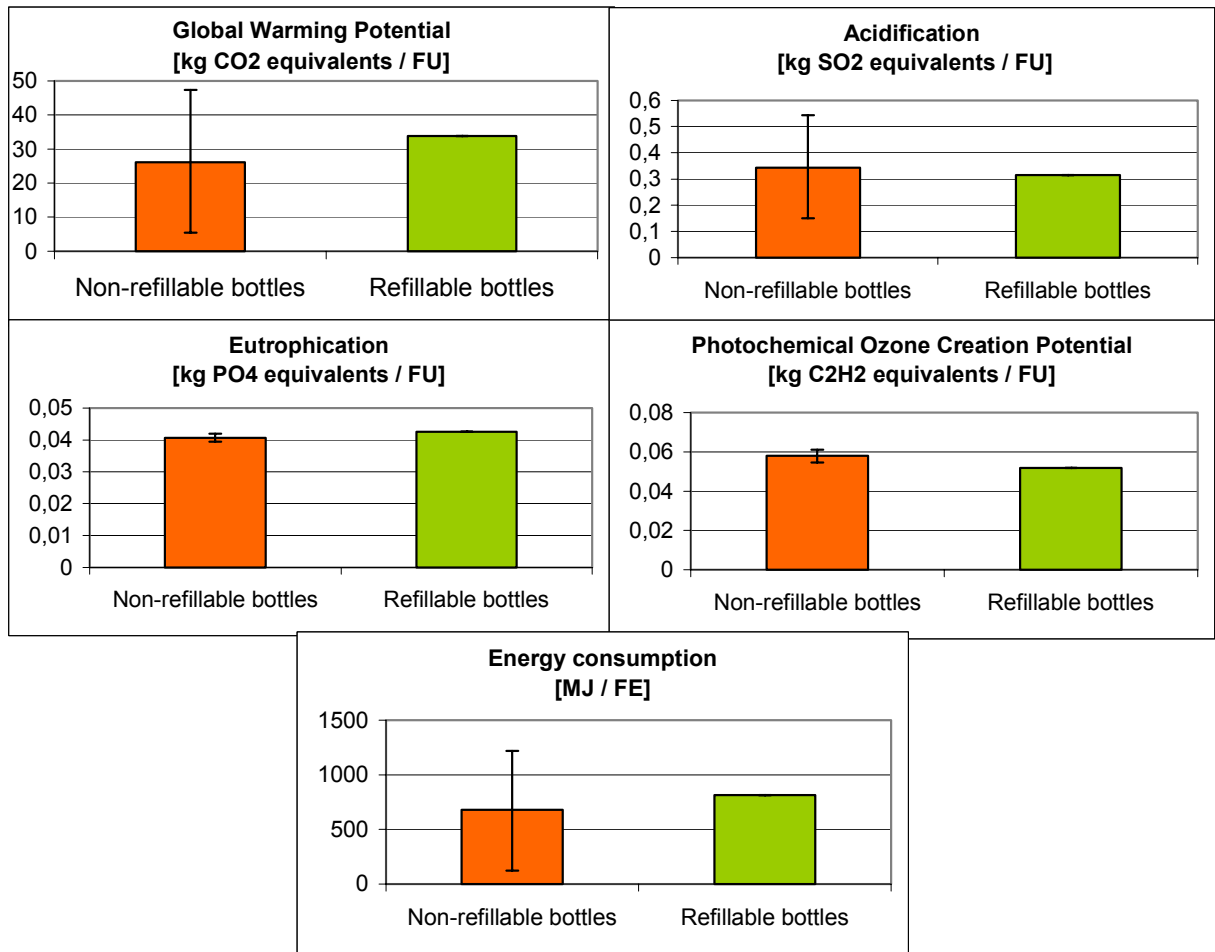 Global Warming Potential
[kg CO2 equivalents / FU]
50
40
30
20
10
0
Non-refillable bottles Refillable bottles
Acidification
[kg SO2 equivalents / FU]
0,6
0,5
0,4
0,3
0,2
0,1
0
Non-refillable bottles Refillable bottles
Eutrophication
[kg PO4 equivalents / FU]
0,05
0,04
0,03
0,02
0,01
0
Non-refillable bottles Refillable bottles
Photochemical Ozone Creation Potential
[kg C2H2 equivalents / FU]
0,08
0,06
0,04
0,02
0
Non-refillable bottles Refillable bottles
Energy consumption
[MJ / FE]
1500
1000
500
0
Non-refillable bottles Refillable bottles